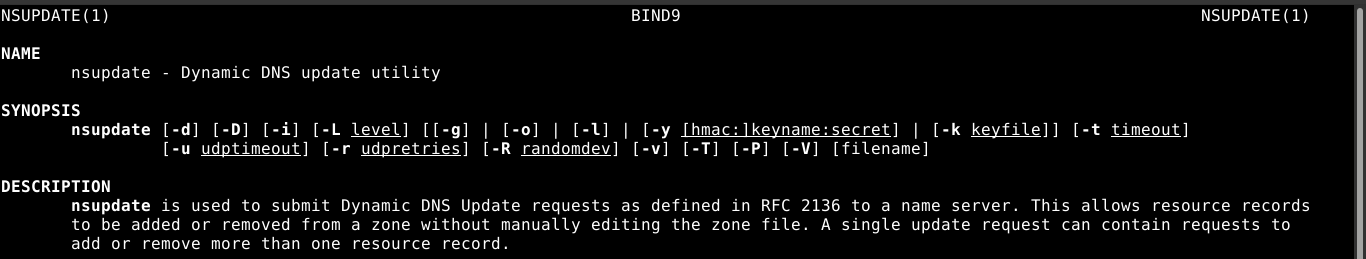 NSUPDATE(1) BIND9 NSUPDATE(1)
NAME
nsupdate - Dynamic DNS update utility
SYNOPSIS
nsupdate [-d] [-D] [-i] [-L level] [[-g] | [-o] | [-l] | [-y [hmac:]keyname:secret] | [-k keyfile]] [-t timeout]
[-u udptimeout] [-r udpretries] [-R randomdev] [-v] [-T] [-P] [-V] [filename]
DESCRIPTION
nsupdate is used to submit Dynamic DNS Update requests as defined in RFC 2136 to a name server. This allows resource records
to be added or removed from a zone without manually editing the zone file. A single update request can contain requests to
add or remove more than one resource record.